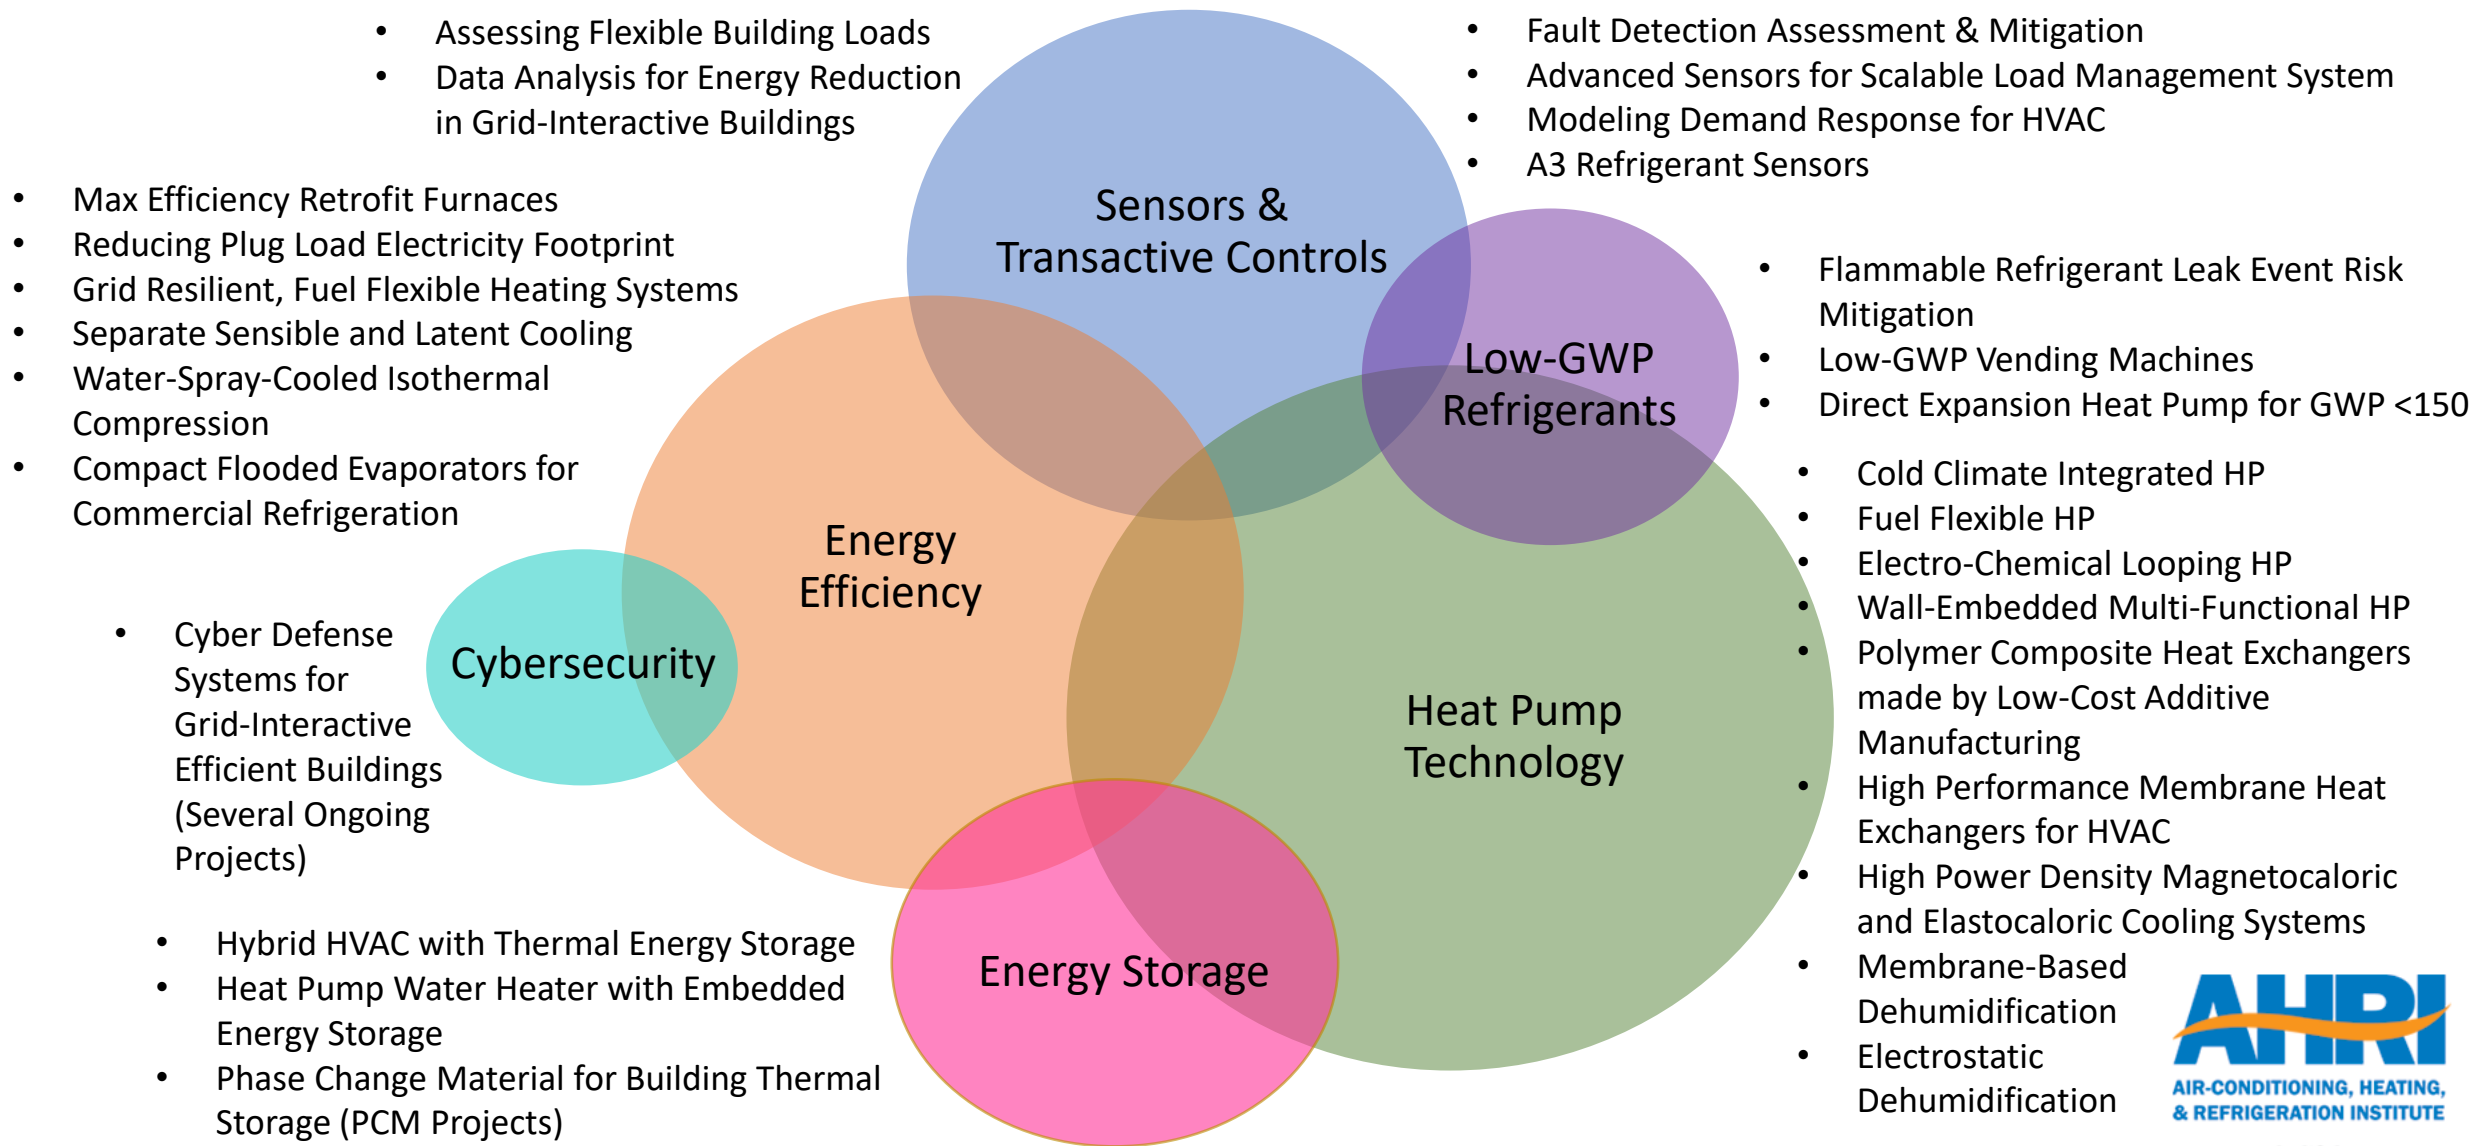 • Assessing Flexible Building Loads
• Data Analysis for Energy Reduction
in Grid-Interactive Buildings
• Fault Detection Assessment & Mitigation
• Advanced Sensors for Scalable Load Management System
• Modeling Demand Response for HVAC
• A3 Refrigerant Sensors
• Max Efficiency Retrofit Furnaces
• Reducing Plug Load Electricity Footprint
• Grid Resilient, Fuel Flexible Heating Systems
• Separate Sensible and Latent Cooling
• Water-Spray-Cooled Isothermal
Compression
• Compact Flooded Evaporators for
Commercial Refrigeration
Sensors &
Transactive Controls
Low-GWP
Refrigerants
• Flammable Refrigerant Leak Event Risk
Mitigation
• Low-GWP Vending Machines
• Direct Expansion Heat Pump for GWP <150
Energy
Efficiency
Cybersecurity
• Cyber Defense
Systems for
Grid-Interactive
Efficient Buildings
(Several Ongoing
Projects)
Heat Pump
Technology
• Cold Climate Integrated HP
• Fuel Flexible HP
• Electro-Chemical Looping HP
• Wall-Embedded Multi-Functional HP
• Polymer Composite Heat Exchangers
made by Low-Cost Additive
Manufacturing
• High Performance Membrane Heat
Exchangers for HVAC
• High Power Density Magnetocaloric
and Elastocaloric Cooling Systems
• Membrane-Based
Dehumidification
• Electrostatic
Dehumidification
• Hybrid HVAC with Thermal Energy Storage
• Heat Pump Water Heater with Embedded
Energy Storage
• Phase Change Material for Building Thermal
Storage (PCM Projects)
Energy Storage
AHRI
AIR-CONDITIONING, HEATING,
& REFRIGERATION INSTITUTE